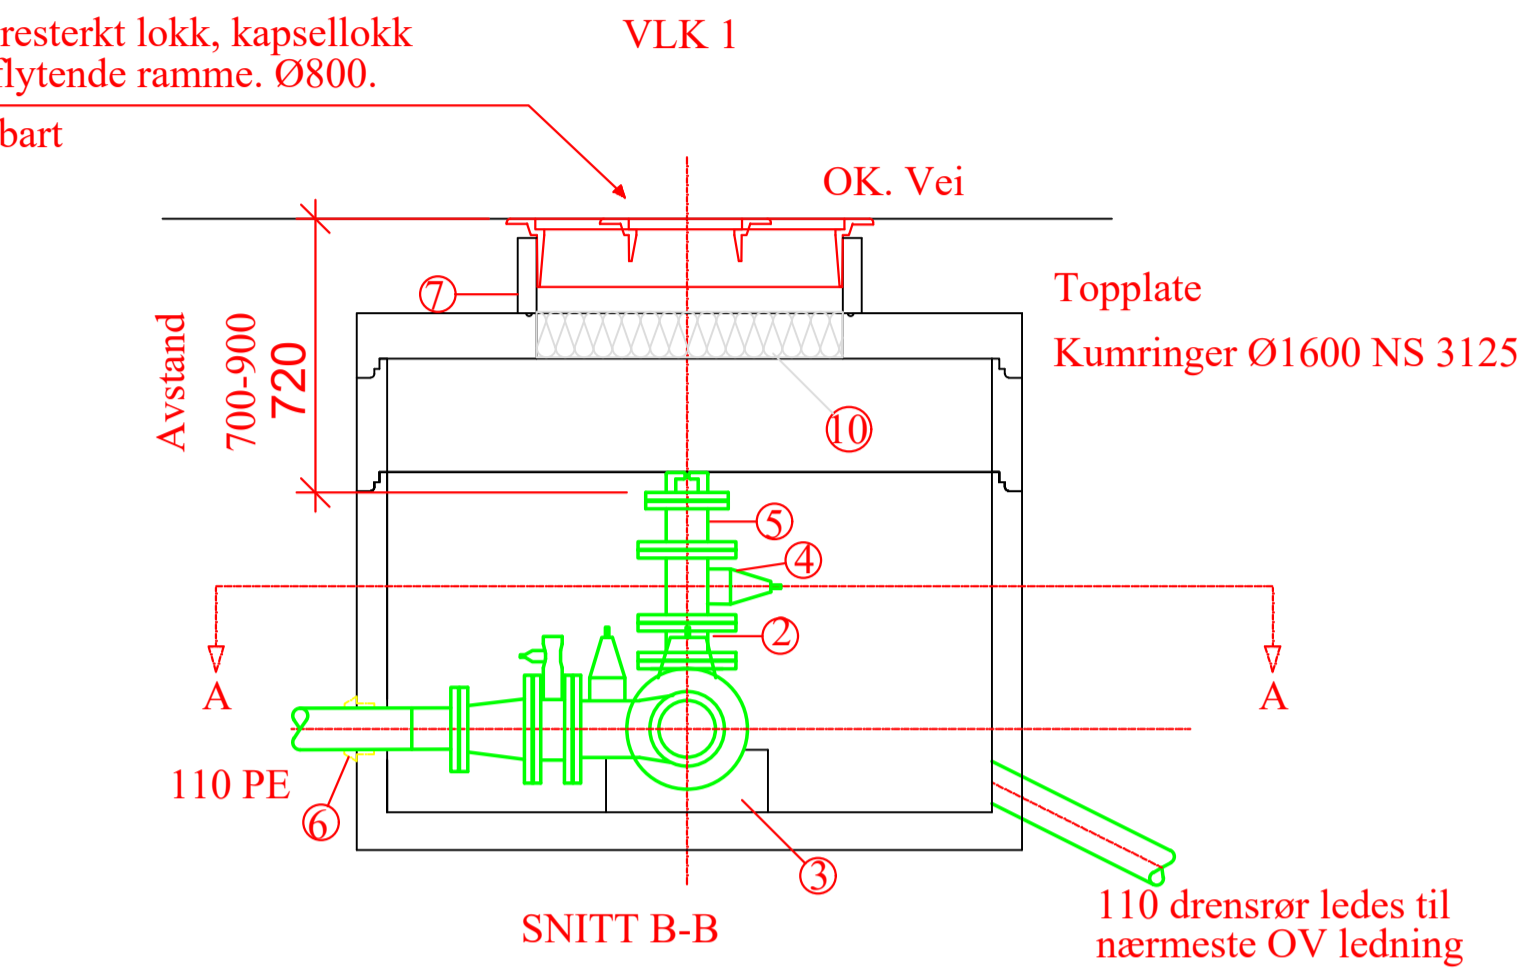 resterkt lokk, kapsellokk
flytende ramme. Ø800.
bart
VLK 1
OK. Vei
7
Topplate
Kumringer Ø1600 NS 3125
Avstand
700-900
720
10
5
4
2
A
A
110 PE
6
3
SNITT B-B
110 drensrør ledes til
nærmeste OV ledning